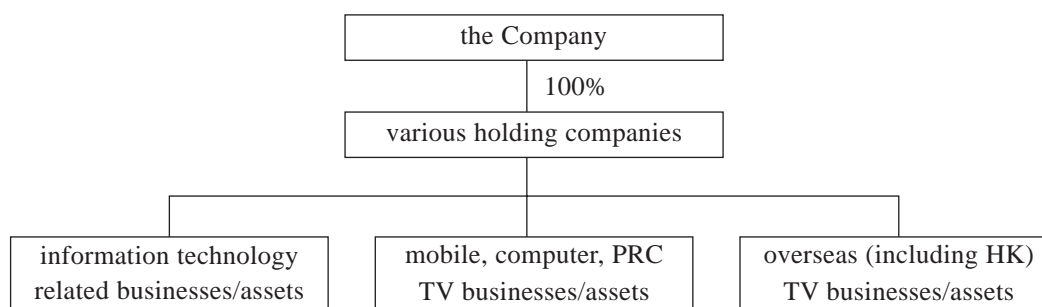 the Company
100%
various holding companies
information technology
related businesses/assets
mobile, computer, PRC
TV businesses/assets
overseas (including HK)
TV businesses/assets